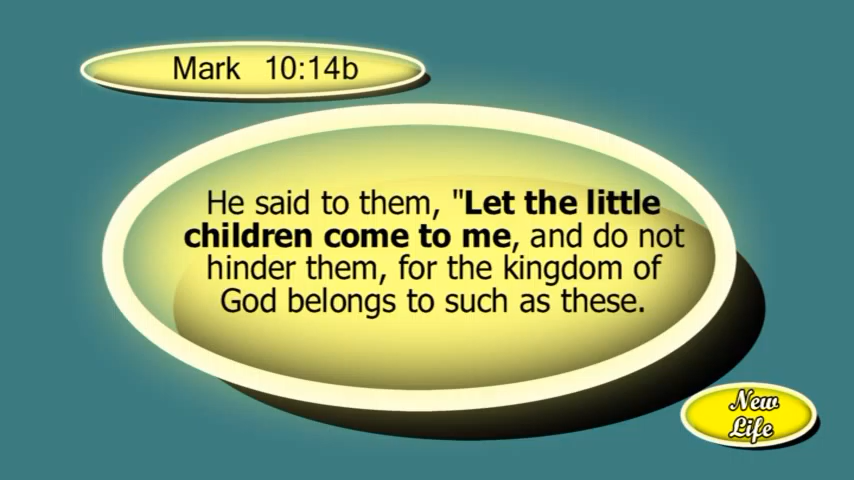 Mark 10:14b
He said to them, "Let the little
children come to me, and do not
hinder them, for the kingdom of
God belongs to such as these.
New
Life